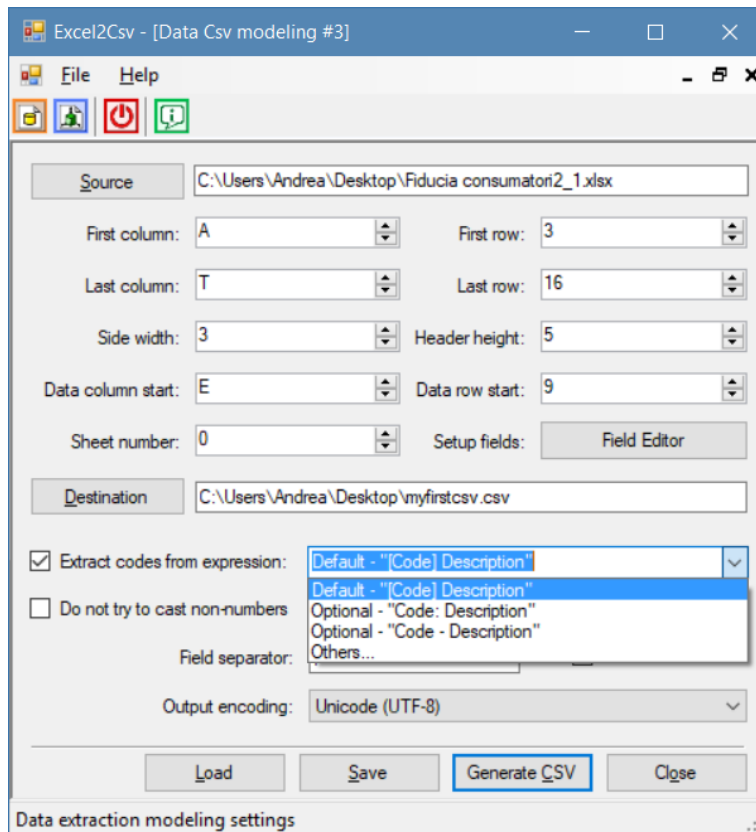 Excel2Csv - [Data Csv modeling #3]
File Help
Source C:\Users\Andrea\Desktop\Fiducia consumatori2_1.xlsx
First column: A First row: 3
Last column: T Last row: 16
Side width: 3 Header height: 5
Data column start: E Data row start: 9
Sheet number: 0 Setup fields: Field Editor
Destination C:\Users\Andrea\Desktop\myfirstcsv.csv
Extract codes from expression: Default - "[Code] Description"
Default - "[Code] Description"
Do not try to cast non-numbers Optional - "Code: Description"
Optional - "Code - Description"
Field separator: Others...
Output encoding: Unicode (UTF-8)
Load Save Generate CSV Close
Data extraction modeling settings